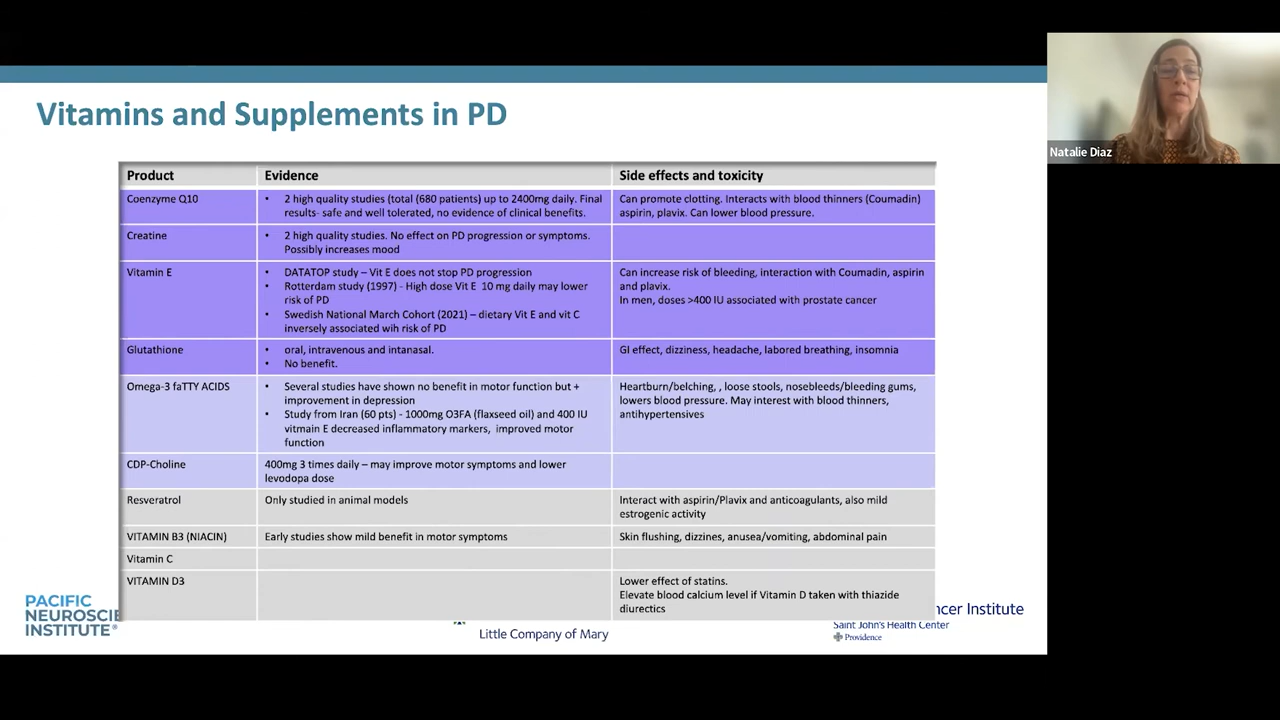 Vitamins and Supplements in PD
Natalie Diaz
Product Evidence Side effects and toxicity
Coenzyme Q10
• 2 high quality studies (total (680 patients) up to 2400mg daily. Final
results- safe and well tolerated, no evidence of clinical benefits.
Can promote clotting. Interacts with blood thinners (Coumadin)
aspirin, plavix. Can lower blood pressure.
Creatine
• 2 high quality studies. No effect on PD progression or symptoms.
Possibly increases mood
Vitamin E
• DATATOP study – Vit E does not stop PD progression
• Rotterdam study (1997) - High dose Vit E 10 mg daily may lower
risk of PD
• Swedish National March Cohort (2021) – dietary Vit E and vit C
inversely associated wih risk of PD
Can increase risk of bleeding, interaction with Coumadin, aspirin
and plavix.
In men, doses >400 IU associated with prostate cancer
Glutathione
• oral, intravenous and intanasal.
• No benefit.
GI effect, dizziness, headache, labored breathing, insomnia
Omega-3 faTTY ACIDS
• Several studies have shown no benefit in motor function but +
improvement in depression
• Study from Iran (60 pts) - 1000mg O3FA (flaxseed oil) and 400 IU
vitmain E decreased inflammatory markers, improved motor
function
Heartburn/belching, , loose stools, nosebleeds/bleeding gums,
lowers blood pressure. May interest with blood thinners,
antihypertensives
CDP-Choline
400mg 3 times daily – may improve motor symptoms and lower
levodopa dose
Resveratrol
Only studied in animal models
Interact with aspirin/Plavix and anticoagulants, also mild
estrogenic activity
VITAMIN B3 (NIACIN)
Early studies show mild benefit in motor symptoms
Skin flushing, dizzines, anusea/vomiting, abdominal pain
Vitamin C
VITAMIN D3
Lower effect of statins.
Elevate blood calcium level if Vitamin D taken with thiazide
diurectics
PACIFIC
NEUROSCIE
INSTITUTE®
Little Company of Mary
ncer Institute
Saint John's Health Center
Providence